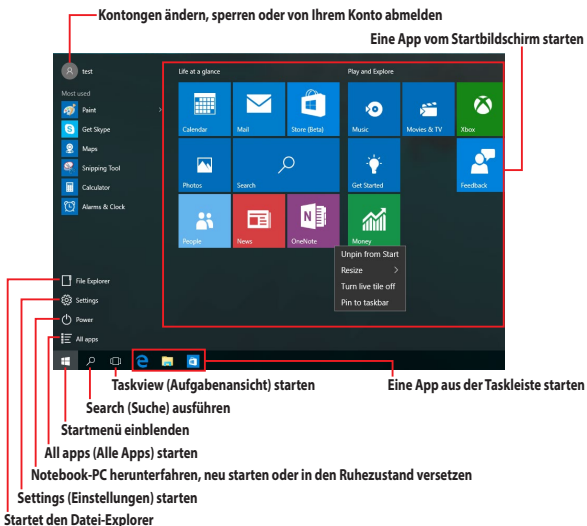 Kontongen ändern, sperren oder von Ihrem Konto abmelden
Eine App vom Startbildschirm starten
test
Most used
Paint
Get Skype
Maps
Snipping Tool
Calculator
Alarms & Clock
File Explorer
Settings
Power
All apps
Life at a glance
Play and Explore
Calendar
Mail
Store (Beta)
Music
Movies & TV
Xbox
Photos
Search
Get Started
Feedback
People
News
OneNote
Money
Unpin from Start
Resize
Turn live tile off
Pin to taskbar
Taskview (Aufgabenansicht) starten
Eine App aus der Taskleiste starten
Search (Suche) ausführen
Startmenü einblenden
All apps (Alle Apps) starten
Notebook-PC herunterfahren, neu starten oder in den Ruhezustand versetzen
Settings (Einstellungen) starten
Startet den Datei-Explorer